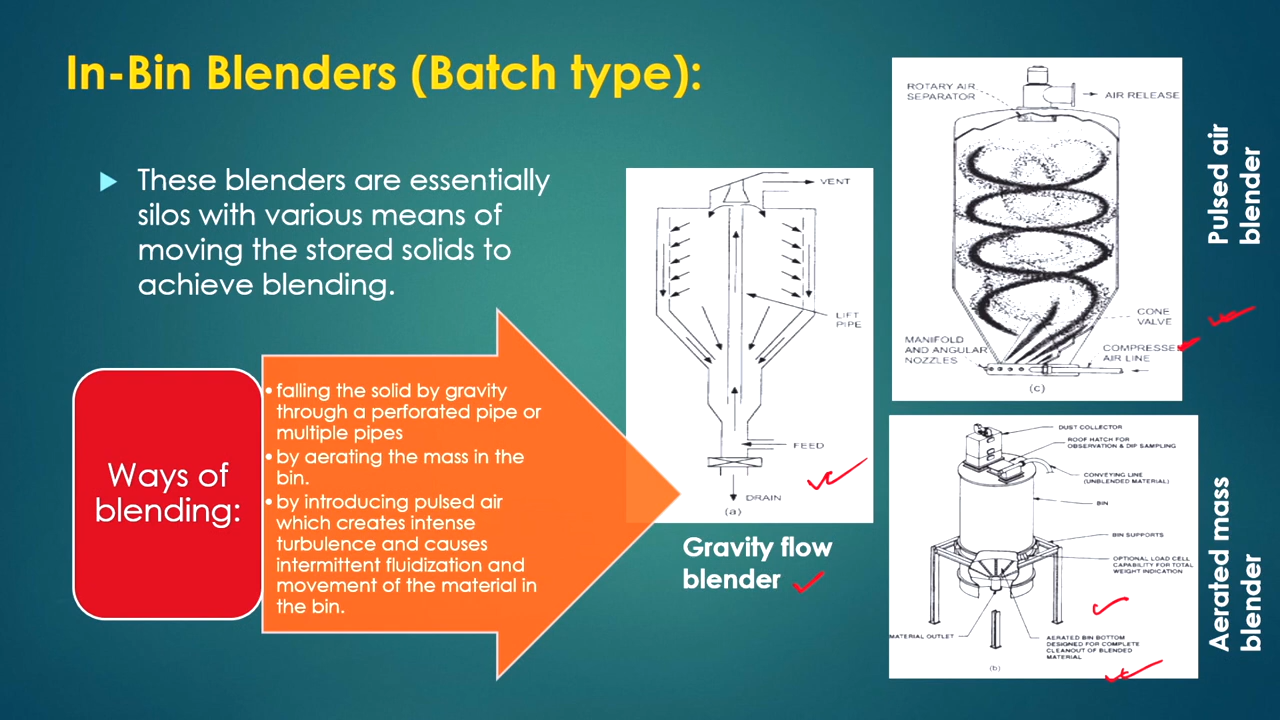 In-Bin Blenders (Batch type):
These blenders are essentially
silos with various means of
moving the stored solids to
achieve blending.
Ways of
blending:
• falling the solid by gravity
through a perforated pipe or
multiple pipes
• by aerating the mass in the
bin.
• by introducing pulsed air
which creates intense
turbulence and causes
intermittent fluidization and
movement of the material in
the bin.
VENT
LIFT
PIPE
FEED
DRAIN
(a)
Gravity flow
blender
ROTARY AIR
SEPARATOR
AIR RELEASE
CONE
VALVE
MANIFOLD
AND ANGULAR
NOZZLES
COMPRESSE
AIR LINE
(c)
Pulsed air
blender
DUST COLLECTOR
ROOF HATCH FOR
OBSERVATION & DIP SAMPLING
CONVEYING LINE
(UNBLENDED MATERIAL)
BIN
BIN SUPPORTS
OPTIONAL LOAD CELL
CAPABILITY FOR TOTAL
WEIGHT INDICATION
MATERIAL OUTLET
AERATED BIN BOTTOM
DESIGNED FOR COMPLETE
CLEANOUT OF BLENDED
MATERIAL
(b)
Aerated mass
blender